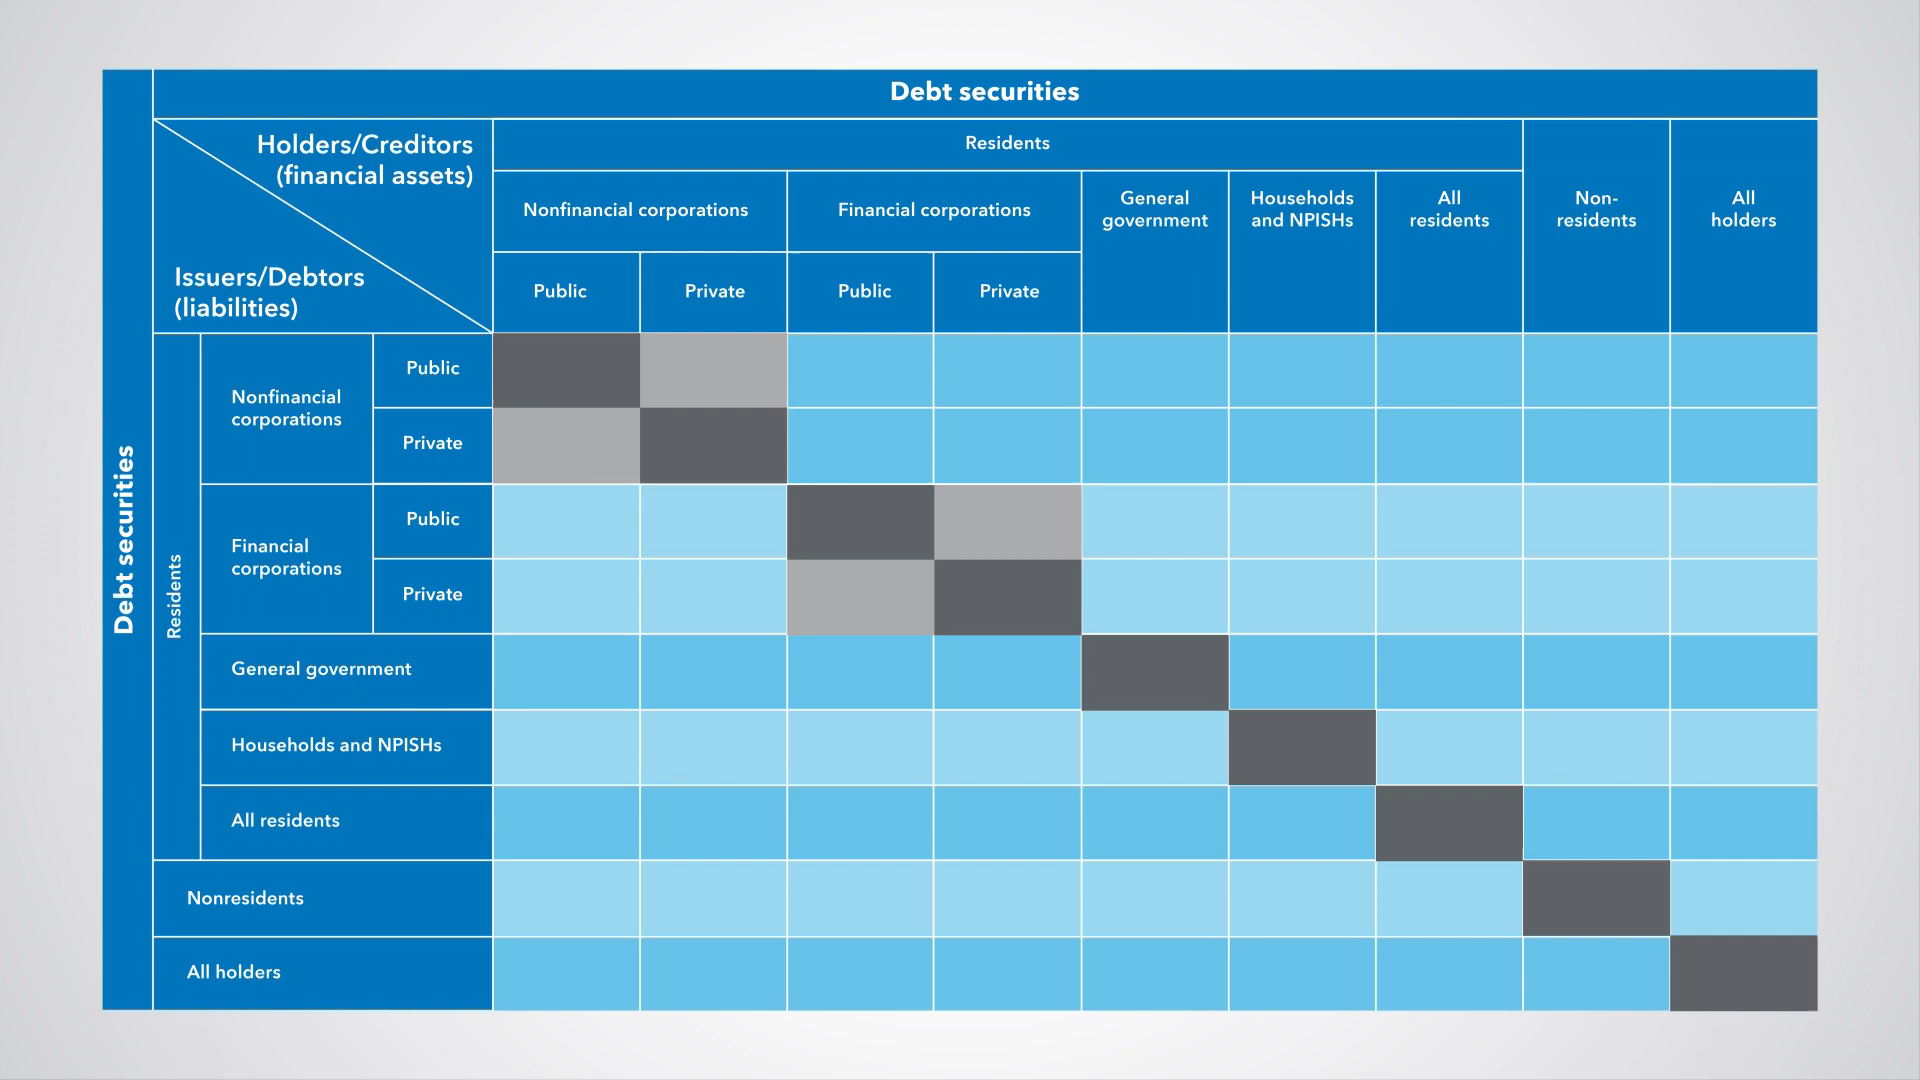 Debt securities
Holders/Creditors
(financial assets)
Issuers/Debtors
(liabilities)
Residents
Nonfinancial corporations
Financial corporations
General
government
Households
and NPISHs
All
residents
Non-
residents
All
holders
Public
Private
Public
Private
Debt securities
Residents
Nonfinancial
corporations
Public
Private
Financial
corporations
Public
Private
General government
Households and NPISHs
All residents
Nonresidents
All holders